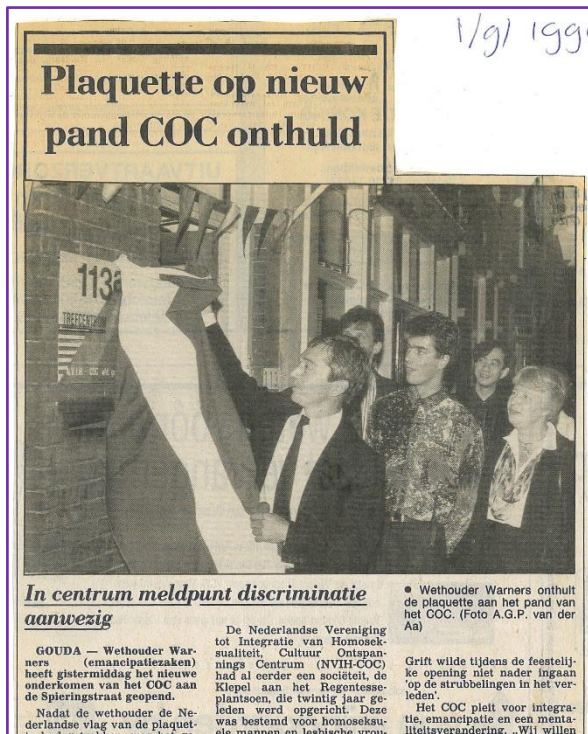 1/9/ 199
Plaquette op nieuw
pand COC onthuld
113a
TREFCENTRUM
In centrum meldpunt discriminatie
aanwezig
● Wethouder Warners onthult
de plaquette aan het pand van
het COC. (Foto A.G.P. van der
Aa)
GOUDA — Wethouder War-
ners (emancipatiezaken)
heeft gistermiddag het nieuwe
onderkomen van het COC aan
de Spieringstraat geopend.
Nadat de wethouder de Ne-
derlandse vlag van de plaquet-
De Nederlandse Vereniging
tot Integratie van Homosek-
sualiteit, Cultuur Ontspan-
nings Centrum (NVIH-COC)
had al eerder een sociëteit, de
Klepel aan het Regentesse-
plantsoen, die twintig jaar ge-
leden werd opgericht. Deze
was bestemd voor homoseksu-
ele mannen en lesbische vrou-
Grift wilde tijdens de feestelij-
ke opening niet nader ingaan
'op de strubbelingen in het ver-
leden'.
Het COC pleit voor integra-
tie, emancipatie en een menta-
liteitsverandering. „Wij willen